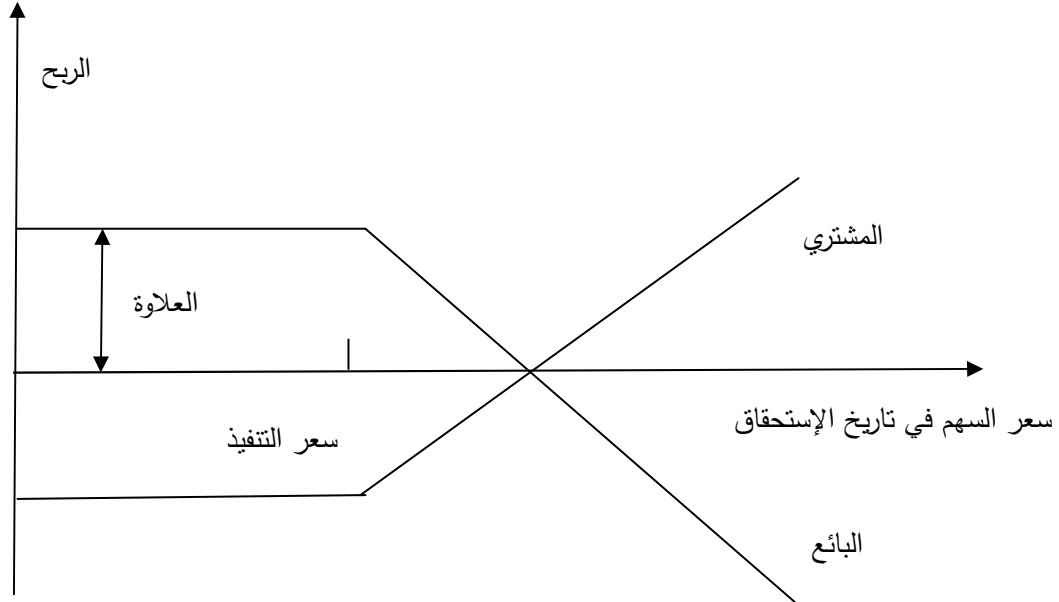 الربح
المشتري
العلاوة
سعر السهم في تاريخ الإستحقاق
سعر التنفيذ
البائع